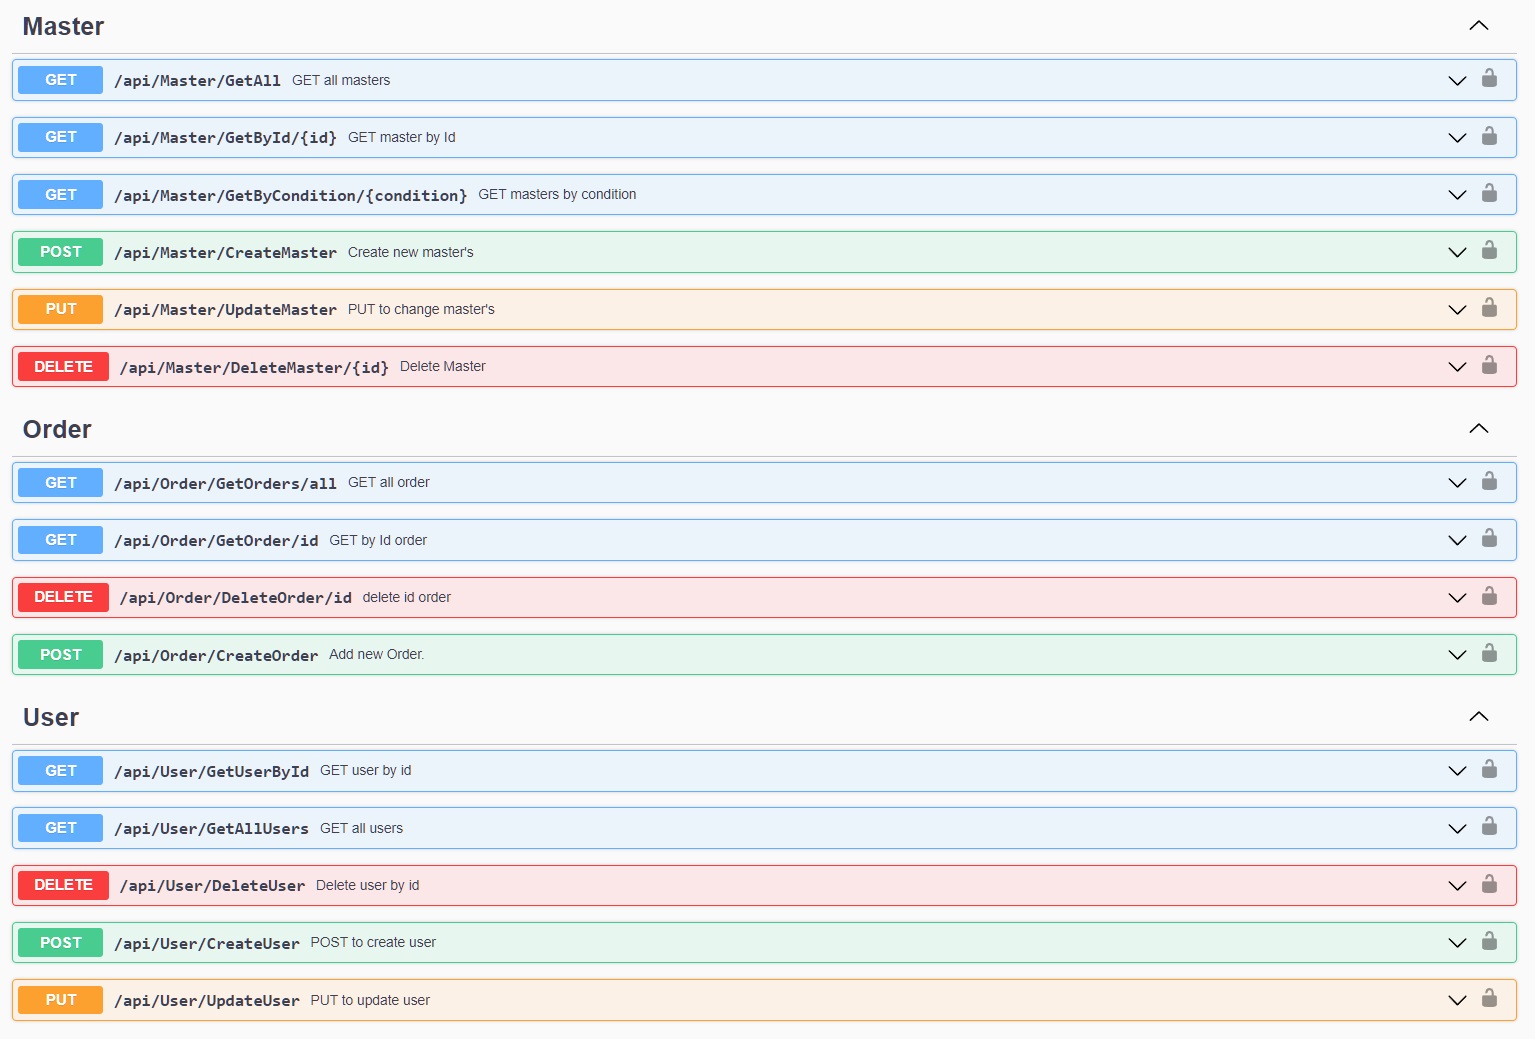 Master
GET /api/Master/GetAll GET all masters
GET /api/Master/GetById/{id} GET master by Id
GET /api/Master/GetByCondition/{condition} GET masters by condition
POST /api/Master/CreateMaster Create new master's
PUT /api/Master/UpdateMaster PUT to change master's
DELETE /api/Master/DeleteMaster/{id} Delete Master
Order
GET /api/Order/GetOrders/all GET all order
GET /api/Order/GetOrder/id GET by Id order
DELETE /api/Order/DeleteOrder/id delete id order
POST /api/Order/CreateOrder Add new Order.
User
GET /api/User/GetUserById GET user by id
GET /api/User/GetAllUsers GET all users
DELETE /api/User/DeleteUser Delete user by id
POST /api/User/CreateUser POST to create user
PUT /api/User/UpdateUser PUT to update user